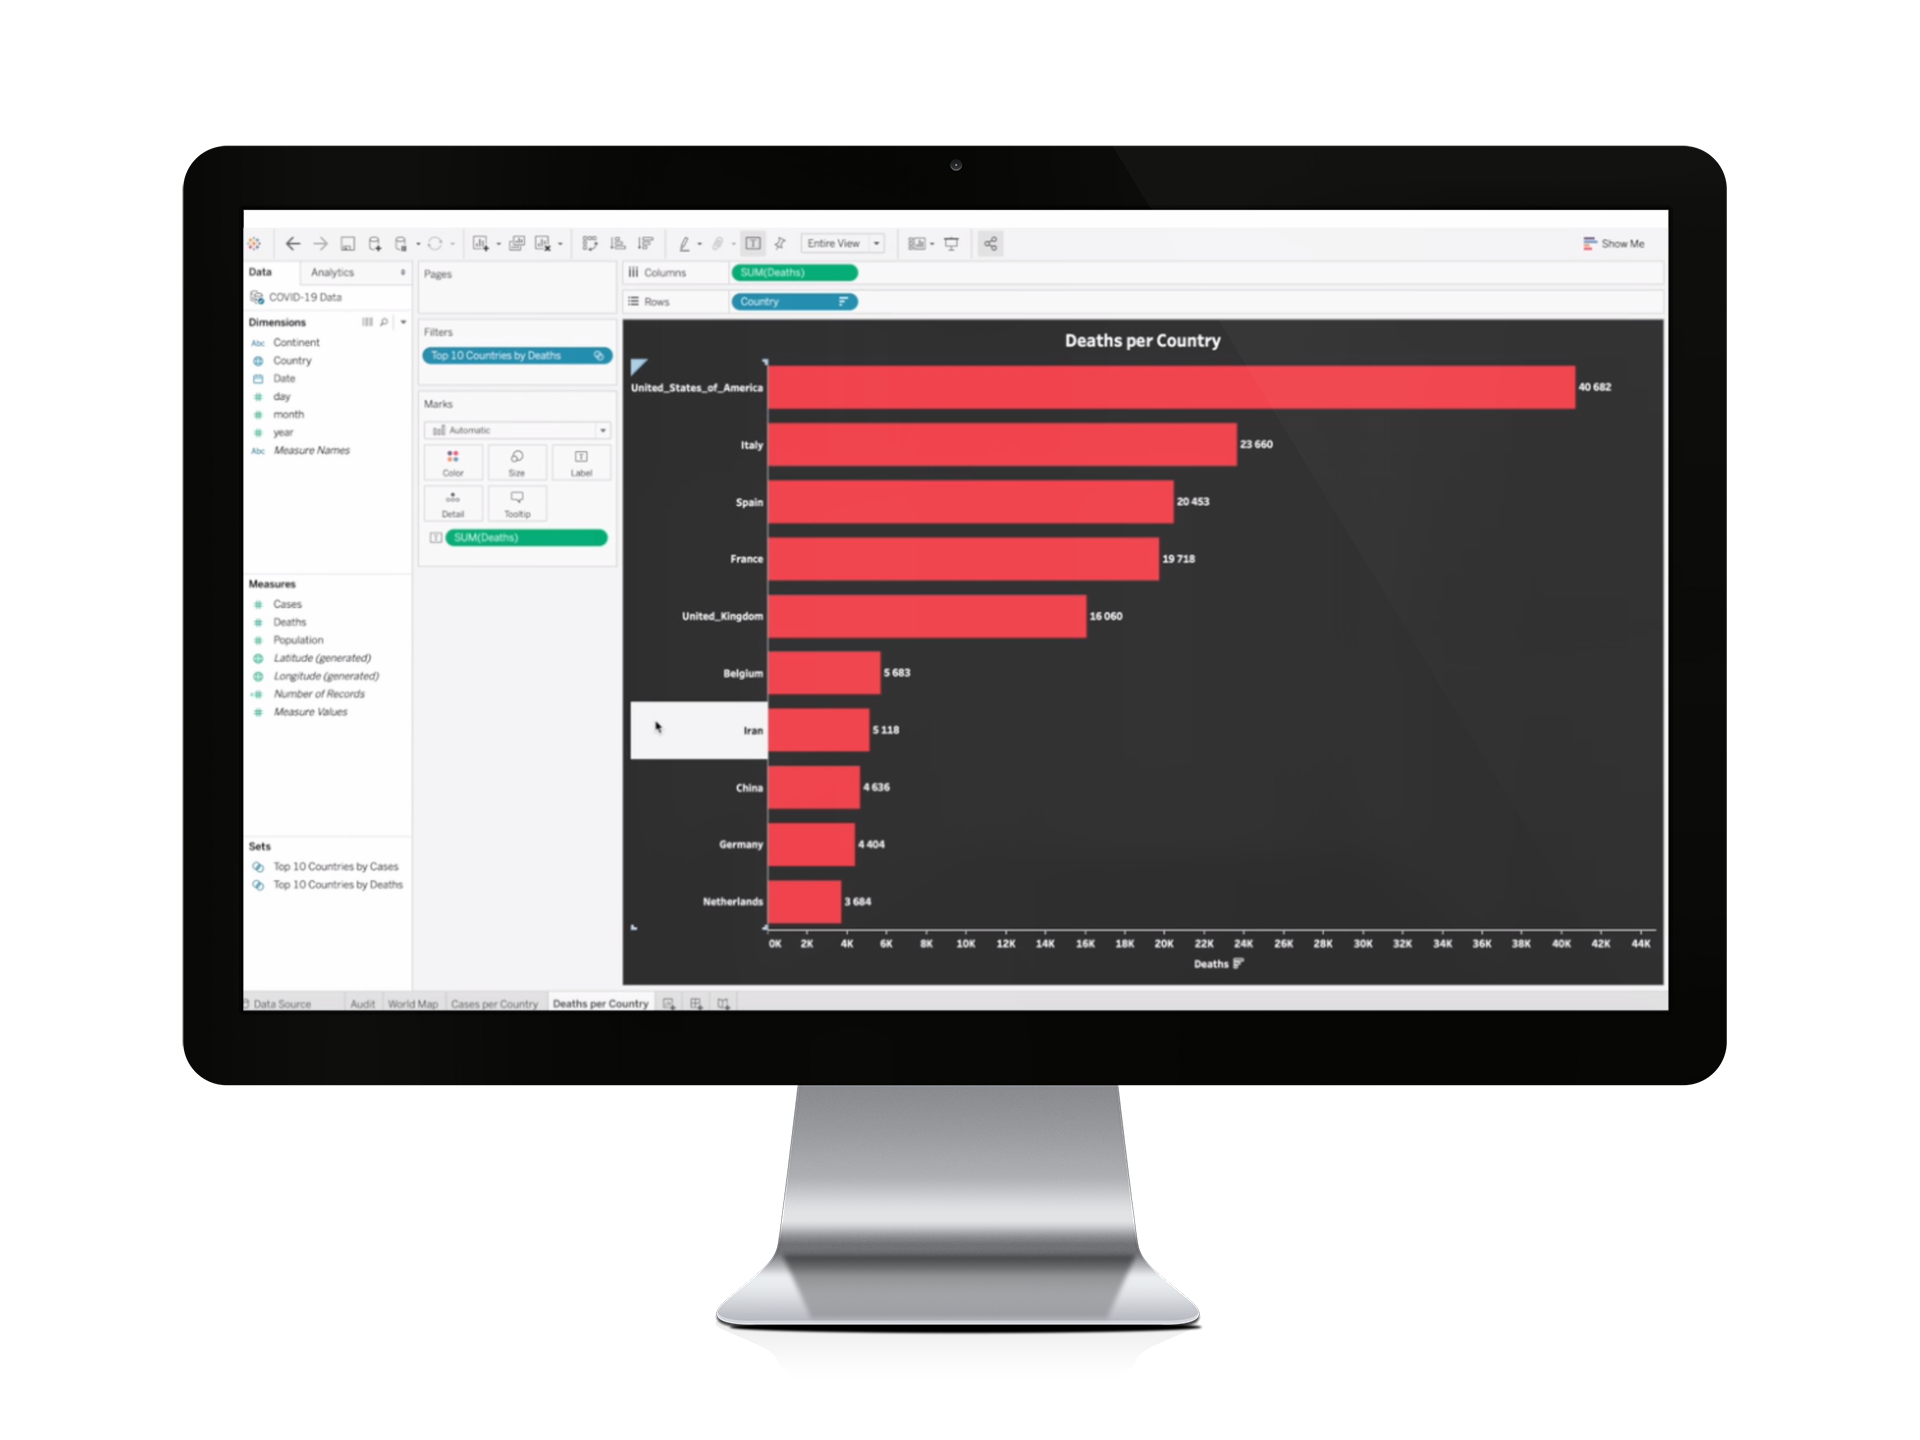 Entire View
Show Me
Data
Analytics
Pages
Columns
SUM(Deaths)
COVID-19 Data
Rows
Country
Dimensions
Abc Continent
Country
Date
day
month
year
Abc Measure Names
Filters
Top 10 Countries by Deaths
Marks
Automatic
Color
Size
Label
Detail
Tooltip
SUM(Deaths)
Measures
Cases
Deaths
Population
Latitude (generated)
Longitude (generated)
Number of Records
Measure Values
Sets
Top 10 Countries by Cases
Top 10 Countries by Deaths
Deaths per Country
United_States_of_America 40 682
Italy 23 660
Spain 20 453
France 19 718
United_Kingdom 16 060
Belgium 5 683
Iran 5 118
China 4 636
Germany 4 404
Netherlands 3 684
0K 2K 4K 6K 8K 10K 12K 14K 16K 18K 20K 22K 24K 26K 28K 30K 32K 34K 36K 38K 40K 42K 44K
Deaths
Data Source
Audit
World Map
Cases per Country
Deaths per Country